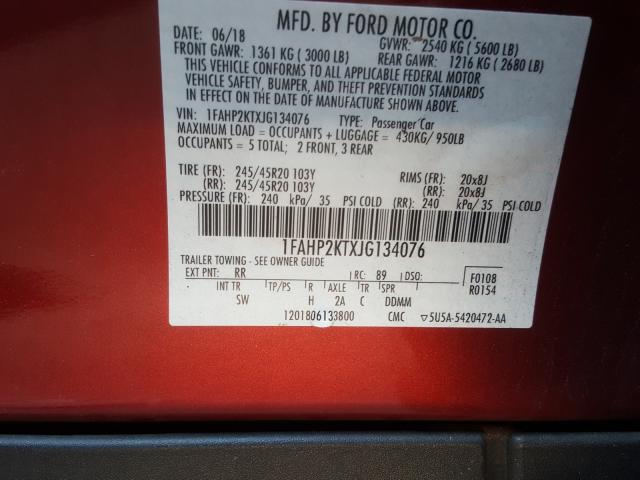 MFD. BY FORD MOTOR CO.
DATE: 06/18 GVWR: 2540 KG ( 5600 LB)
FRONT GAWR: 1361 KG ( 3000 LB) REAR GAWR: 1216 KG ( 2680 LB)
THIS VEHICLE CONFORMS TO ALL APPLICABLE FEDERAL MOTOR
VEHICLE SAFETY, BUMPER, AND THEFT PREVENTION STANDARDS
IN EFFECT ON THE DATE OF MANUFACTURE SHOWN ABOVE.
VIN: 1FAHP2KTXJG134076 TYPE: Passenger Car
MAXIMUM LOAD = OCCUPANTS + LUGGAGE = 430KG/ 950LB
OCCUPANTS = 5 TOTAL; 2 FRONT, 3 REAR
TIRE (FR): 245/45R20 103Y RIMS (FR): 20x8J
(RR): 245/45R20 103Y (RR): 20x8J
PRESSURE (FR): 240 kPa/ 35 PSI COLD (RR): 240 kPa/ 35 PSI COLD
1FAHP2KTXJG134076
TRAILER TOWING - SEE OWNER GUIDE
EXT PNT: RR RC: 89 DSO: F0108
INT TR TP/PS R AXLE TR SPR R0154
SW H 2A C DDMM
1201806133800 CMC ▽5U5A-5420472-AA